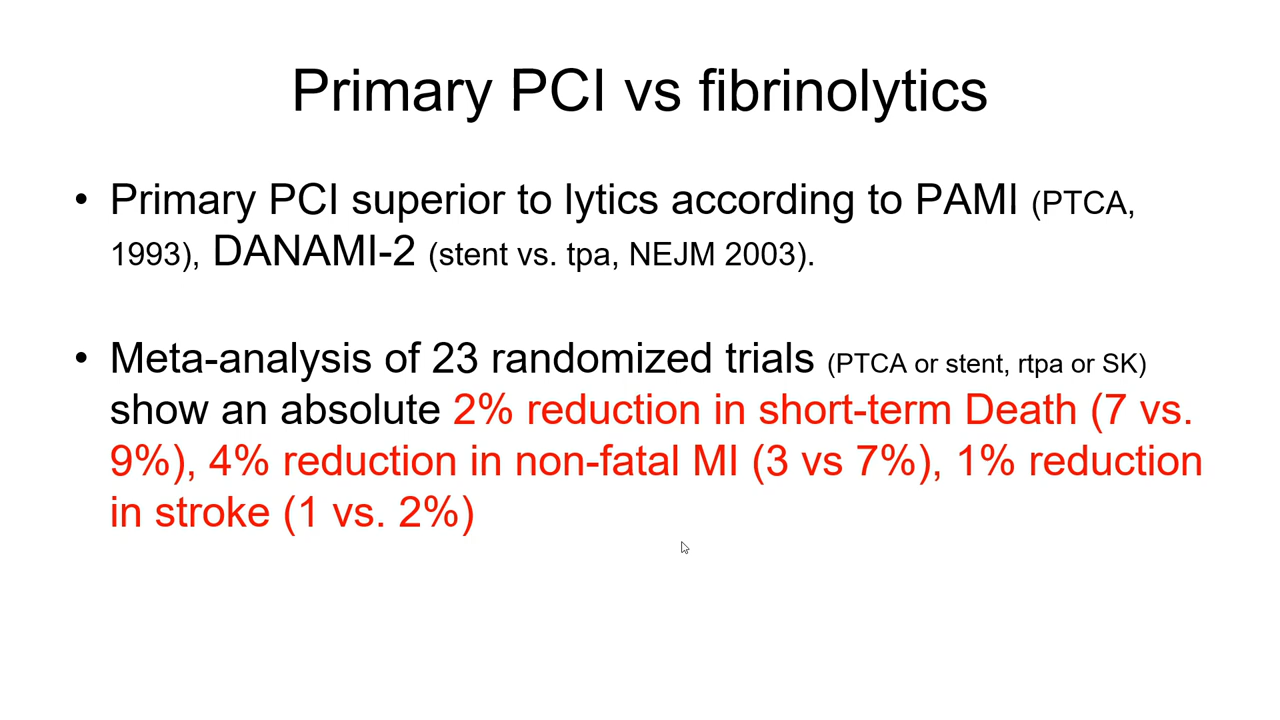 Primary PCI vs fibrinolytics
• Primary PCI superior to lytics according to PAMI (PTCA,
1993), DANAMI-2 (stent vs. tpa, NEJM 2003).
• Meta-analysis of 23 randomized trials (PTCA or stent, rtpa or SK)
show an absolute 2% reduction in short-term Death (7 vs.
9%), 4% reduction in non-fatal MI (3 vs 7%), 1% reduction
in stroke (1 vs. 2%)